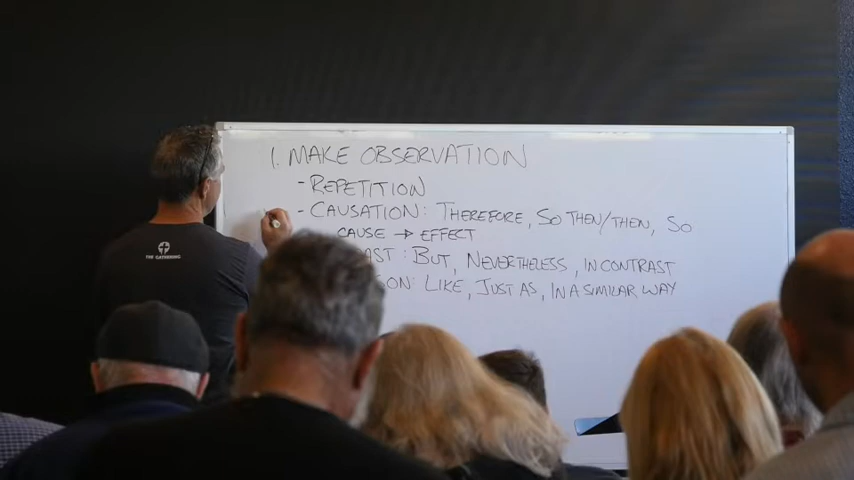 1. MAKE OBSERVATION
- REPETITION
- CAUSATION: THEREFORE, SO THEN/THEN, SO
CAUSE → EFFECT
AST: BUT, NEVERTHELESS, IN CONTRAST
SON: LIKE, JUST AS, IN A SIMILAR WAY
THE GATHERING